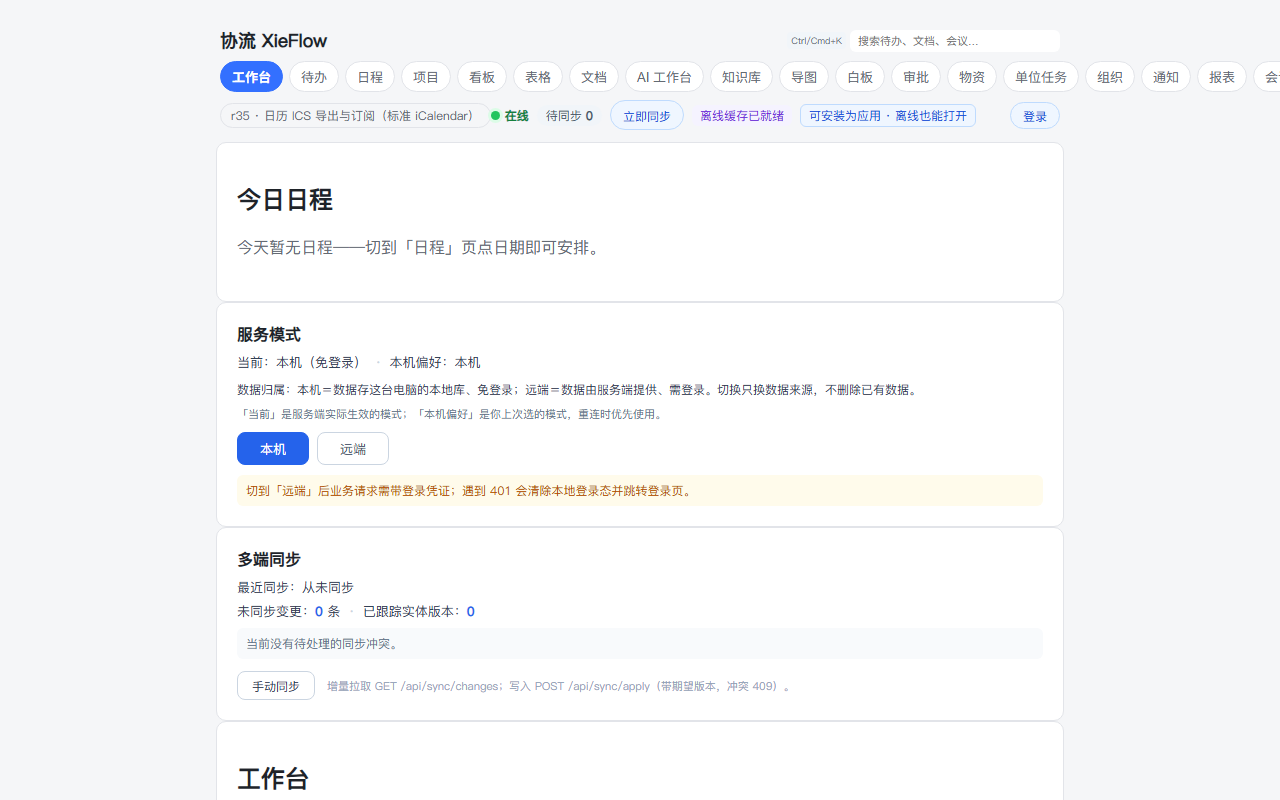 协流 XieFlow
Ctrl/Cmd+K 搜索待办、文档、会议...
工作台 待办 日程 项目 看板 表格 文档 AI 工作台 知识库 导图 白板 审批 物资 单位任务 组织 通知 报表 会
r35 · 日历 ICS 导出与订阅（标准 iCalendar） 在线 待同步 0 立即同步 离线缓存已就绪 可安装为应用 · 离线也能打开 登录
今日日程
今天暂无日程——切到「日程」页点日期即可安排。
服务模式
当前：本机（免登录） · 本机偏好：本机
数据归属：本机＝数据存这台电脑的本地库、免登录；远端＝数据由服务端提供、需登录。切换只换数据来源，不删除已有数据。
「当前」是服务端实际生效的模式；「本机偏好」是你上次选的模式，重连时优先使用。
本机 远端
切到「远端」后业务请求需带登录凭证；遇到 401 会清除本地登录态并跳转登录页。
多端同步
最近同步：从未同步
未同步变更：0 条 · 已跟踪实体版本：0
当前没有待处理的同步冲突。
手动同步 增量拉取 GET /api/sync/changes；写入 POST /api/sync/apply（带期望版本，冲突 409）。
工作台